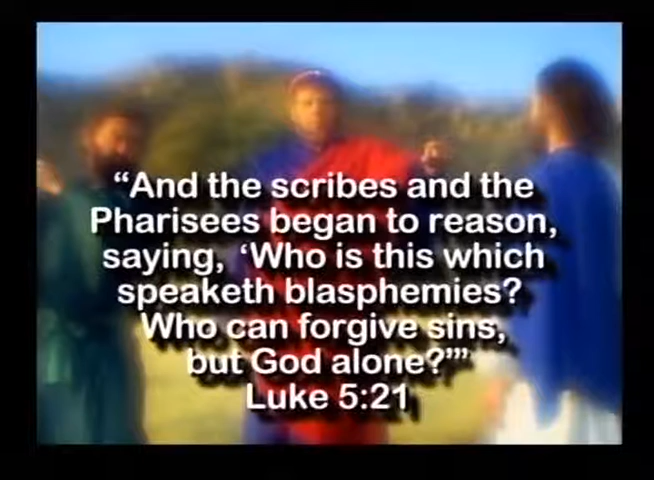 “And the scribes and the
Pharisees began to reason,
saying, ‘Who is this which
speaketh blasphemies?
Who can forgive sins,
but God alone?’”
Luke 5:21